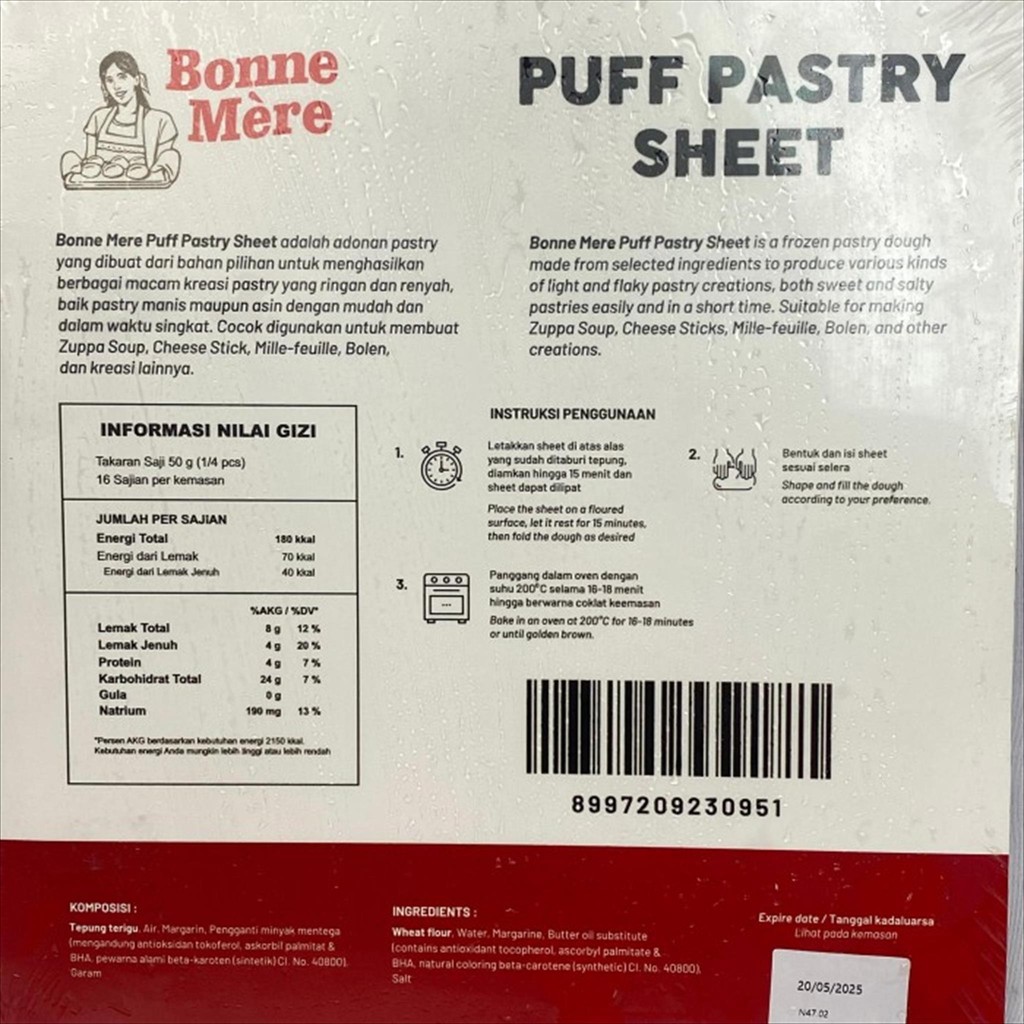 Bonne
Mère
PUFF PASTRY
SHEET
Bonne Mere Puff Pastry Sheet adalah adonan pastry
yang dibuat dari bahan pilihan untuk menghasilkan
berbagai macam kreasi pastry yang ringan dan renyah,
baik pastry manis maupun asin dengan mudah dan
dalam waktu singkat. Cocok digunakan untuk membuat
Zuppa Soup, Cheese Stick, Mille-feuille, Bolen,
dan kreasi lainnya.
Bonne Mere Puff Pastry Sheet is a frozen pastry dough
made from selected ingredients to produce various kinds
of light and flaky pastry creations, both sweet and salty
pastries easily and in a short time. Suitable for making
Zuppa Soup, Cheese Sticks, Mille-feuille, Bolen, and other
creations.
INFORMASI NILAI GIZI
Takaran Saji 50 g (1/4 pcs)
16 Sajian per kemasan
JUMLAH PER SAJIAN
Energi Total 180 kkal
Energi dari Lemak 70 kkal
Energi dari Lemak Jenuh 40 kkal
%AKG / %DV*
Lemak Total 8 g 12 %
Lemak Jenuh 4 g 20 %
Protein 4 g 7 %
Karbohidrat Total 24 g 7 %
Gula 0 g
Natrium 190 mg 13 %
*Persen AKG berdasarkan kebutuhan energi 2150 kkal.
Kebutuhan energi Anda mungkin lebih tinggi atau lebih rendah
INSTRUKSI PENGGUNAAN
1.
Letakkan sheet di atas alas
yang sudah ditaburi tepung,
diamkan hingga 15 menit dan
sheet dapat dilipat
Place the sheet on a floured
surface, let it rest for 15 minutes,
then fold the dough as desired
2.
Bentuk dan isi sheet
sesuai selera
Shape and fill the dough
according to your preference.
3.
Panggang dalam oven dengan
suhu 200°C selama 16-18 menit
hingga berwarna coklat keemasan
Bake in an oven at 200°C for 16-18 minutes
or until golden brown.
8997209230951
KOMPOSISI :
Tepung terigu, Air, Margarin, Pengganti minyak mentega
(mengandung antioksidan tokoferol, askorbil palmitat &
BHA, pewarna alami beta-karoten (sintetik) CI. No. 40800),
Garam
INGREDIENTS :
Wheat flour, Water, Margarine, Butter oil substitute
(contains antioxidant tocopherol, ascorbyl palmitate &
BHA, natural coloring beta-carotene (synthetic) CI. No. 40800),
Salt
Expire date / Tanggal kadaluarsa
Lihat pada kemasan
20/05/2025
N47.02